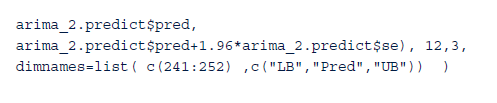 arima_2.predict$pred,
arima_2.predict$pred+1.96*arima_2.predict$se), 12,3,
dimnames=list( c(241:252) ,c("LB","Pred","UB"))  )